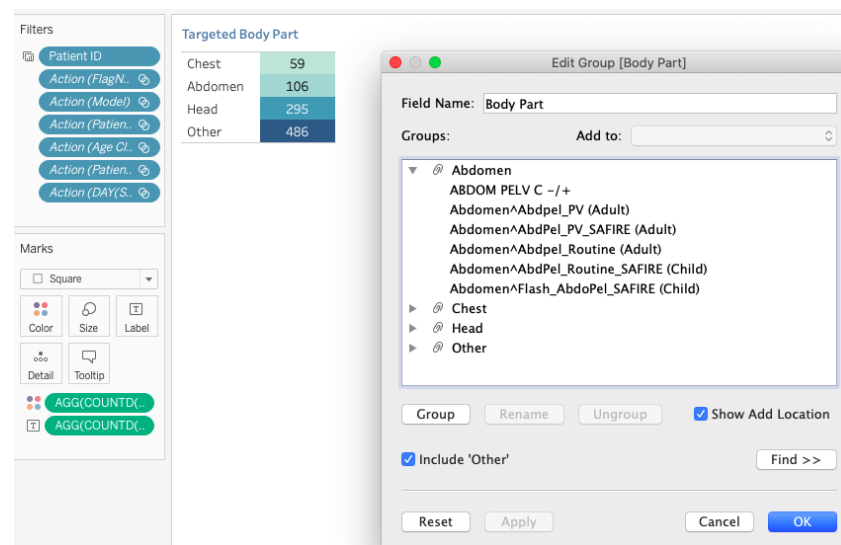 Filters
Patient ID
Action (FlagN..
Action (Model)
Action (Patien..
Action (Age Cl..
Action (Patien..
Action (DAY(S..
Marks
Square
Color
Size
Label
Detail
Tooltip
AGG(COUNTD(..
AGG(COUNTD(..
Targeted Body Part
Chest 59
Abdomen 106
Head 295
Other 486
Edit Group [Body Part]
Field Name: Body Part
Groups: Add to:
Abdomen
ABDOM PELV C -/+
Abdomen^Abdpel_PV (Adult)
Abdomen^AbdPel_PV_SAFIRE (Adult)
Abdomen^Abdpel_Routine (Adult)
Abdomen^AbdPel_Routine_SAFIRE (Child)
Abdomen^Flash_AbdoPel_SAFIRE (Child)
Chest
Head
Other
Group Rename Ungroup Show Add Location
Include 'Other' Find >>
Reset Apply Cancel OK